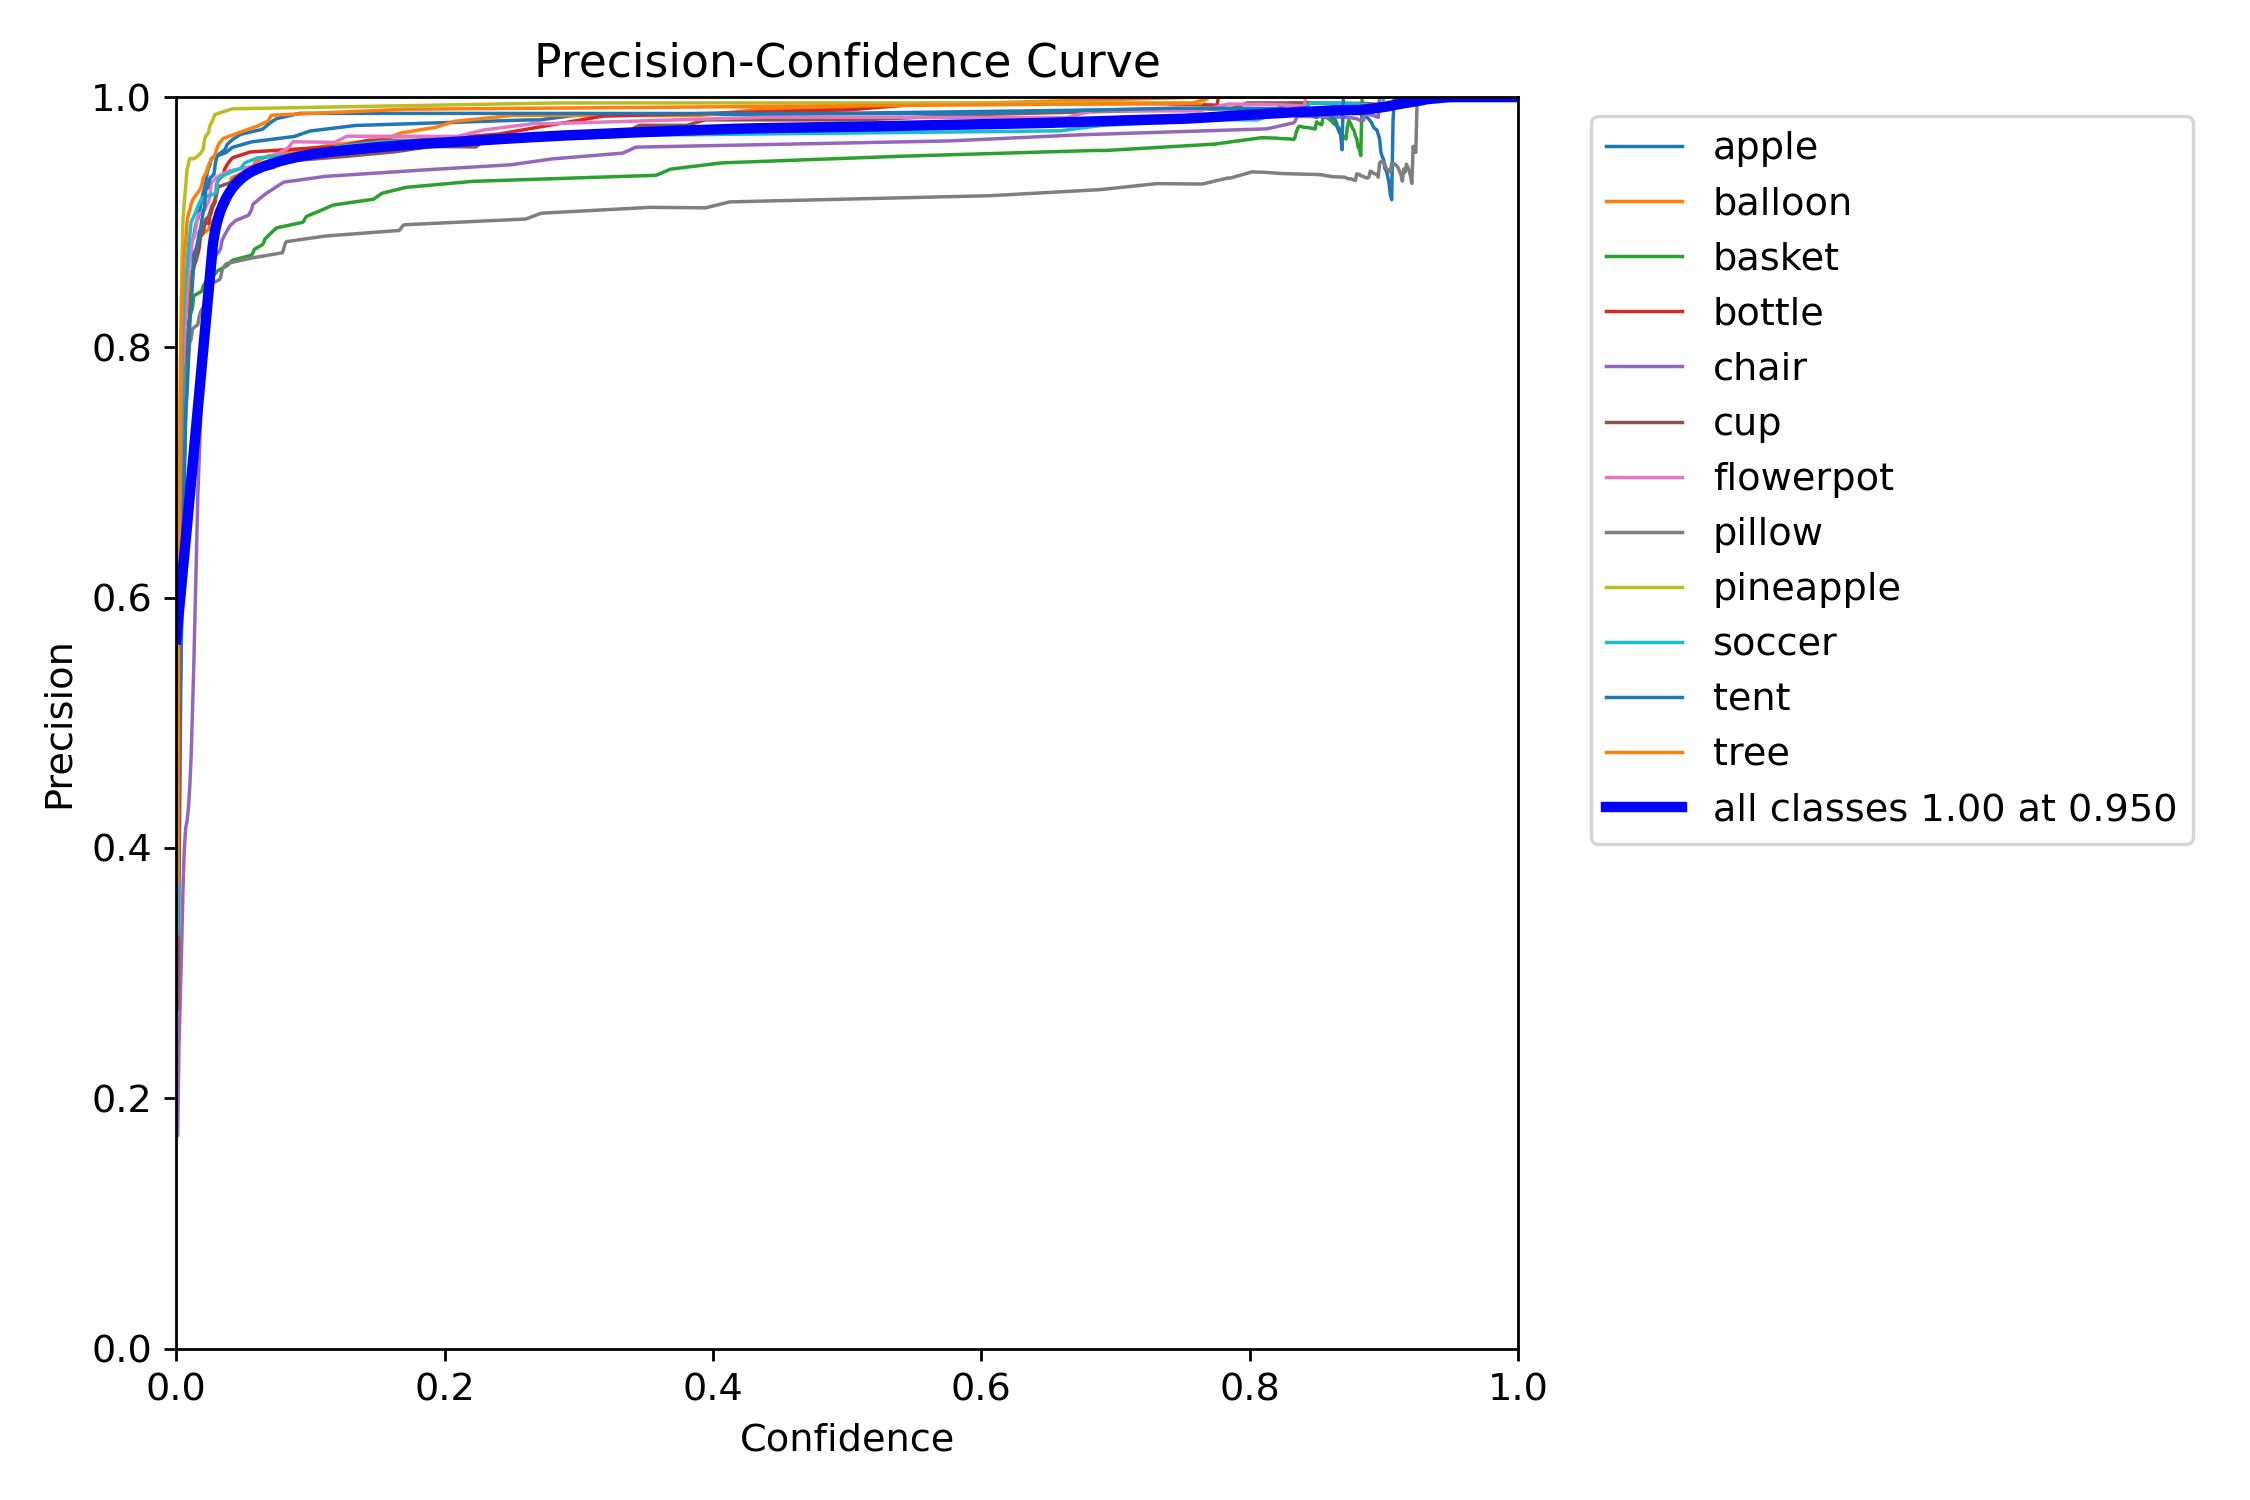 Precision-Confidence Curve
1.0
0.8
0.6
0.4
0.2
0.0
Precision
0.0 0.2 0.4 0.6 0.8 1.0
Confidence
apple
balloon
basket
bottle
chair
cup
flowerpot
pillow
pineapple
soccer
tent
tree
all classes 1.00 at 0.950